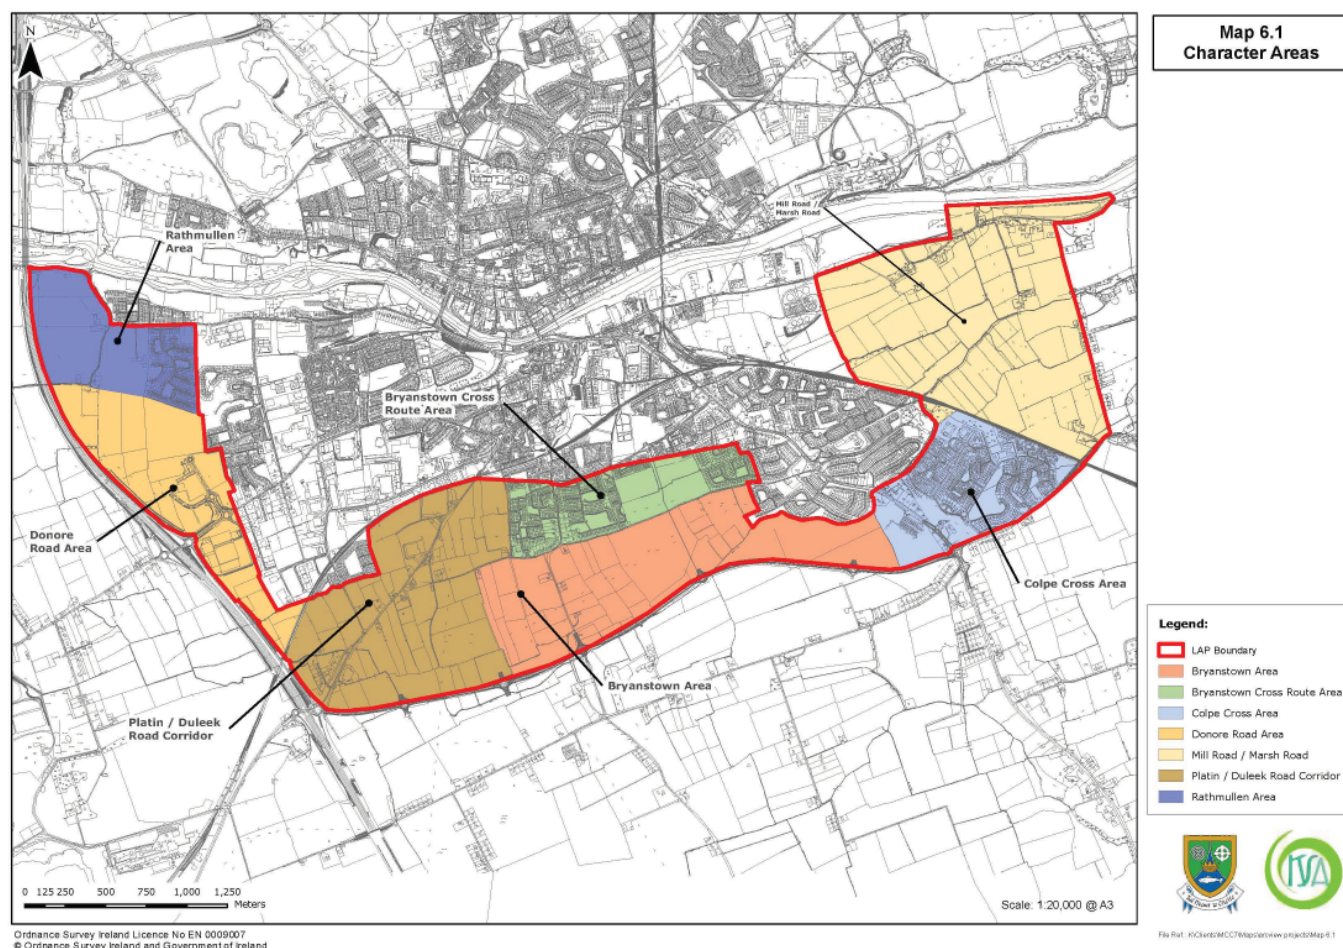 Map 6.1
Character Areas
N
Rathmullen
Area
Mill Road /
Marsh Road
Bryanstown Cross
Route Area
Donore
Road Area
Colpe Cross Area
Bryanstown Area
Platin / Duleek
Road Corridor
Legend:
LAP Boundary
Bryanstown Area
Bryanstown Cross Route Area
Colpe Cross Area
Donore Road Area
Mill Road / Marsh Road
Platin / Duleek Road Corridor
Rathmullen Area
0 125 250 500 750 1,000 1,250
Meters
Scale: 1:20,000 @ A3
Ordnance Survey Ireland Licence No EN 0009007
© Ordnance Survey Ireland and Government of Ireland